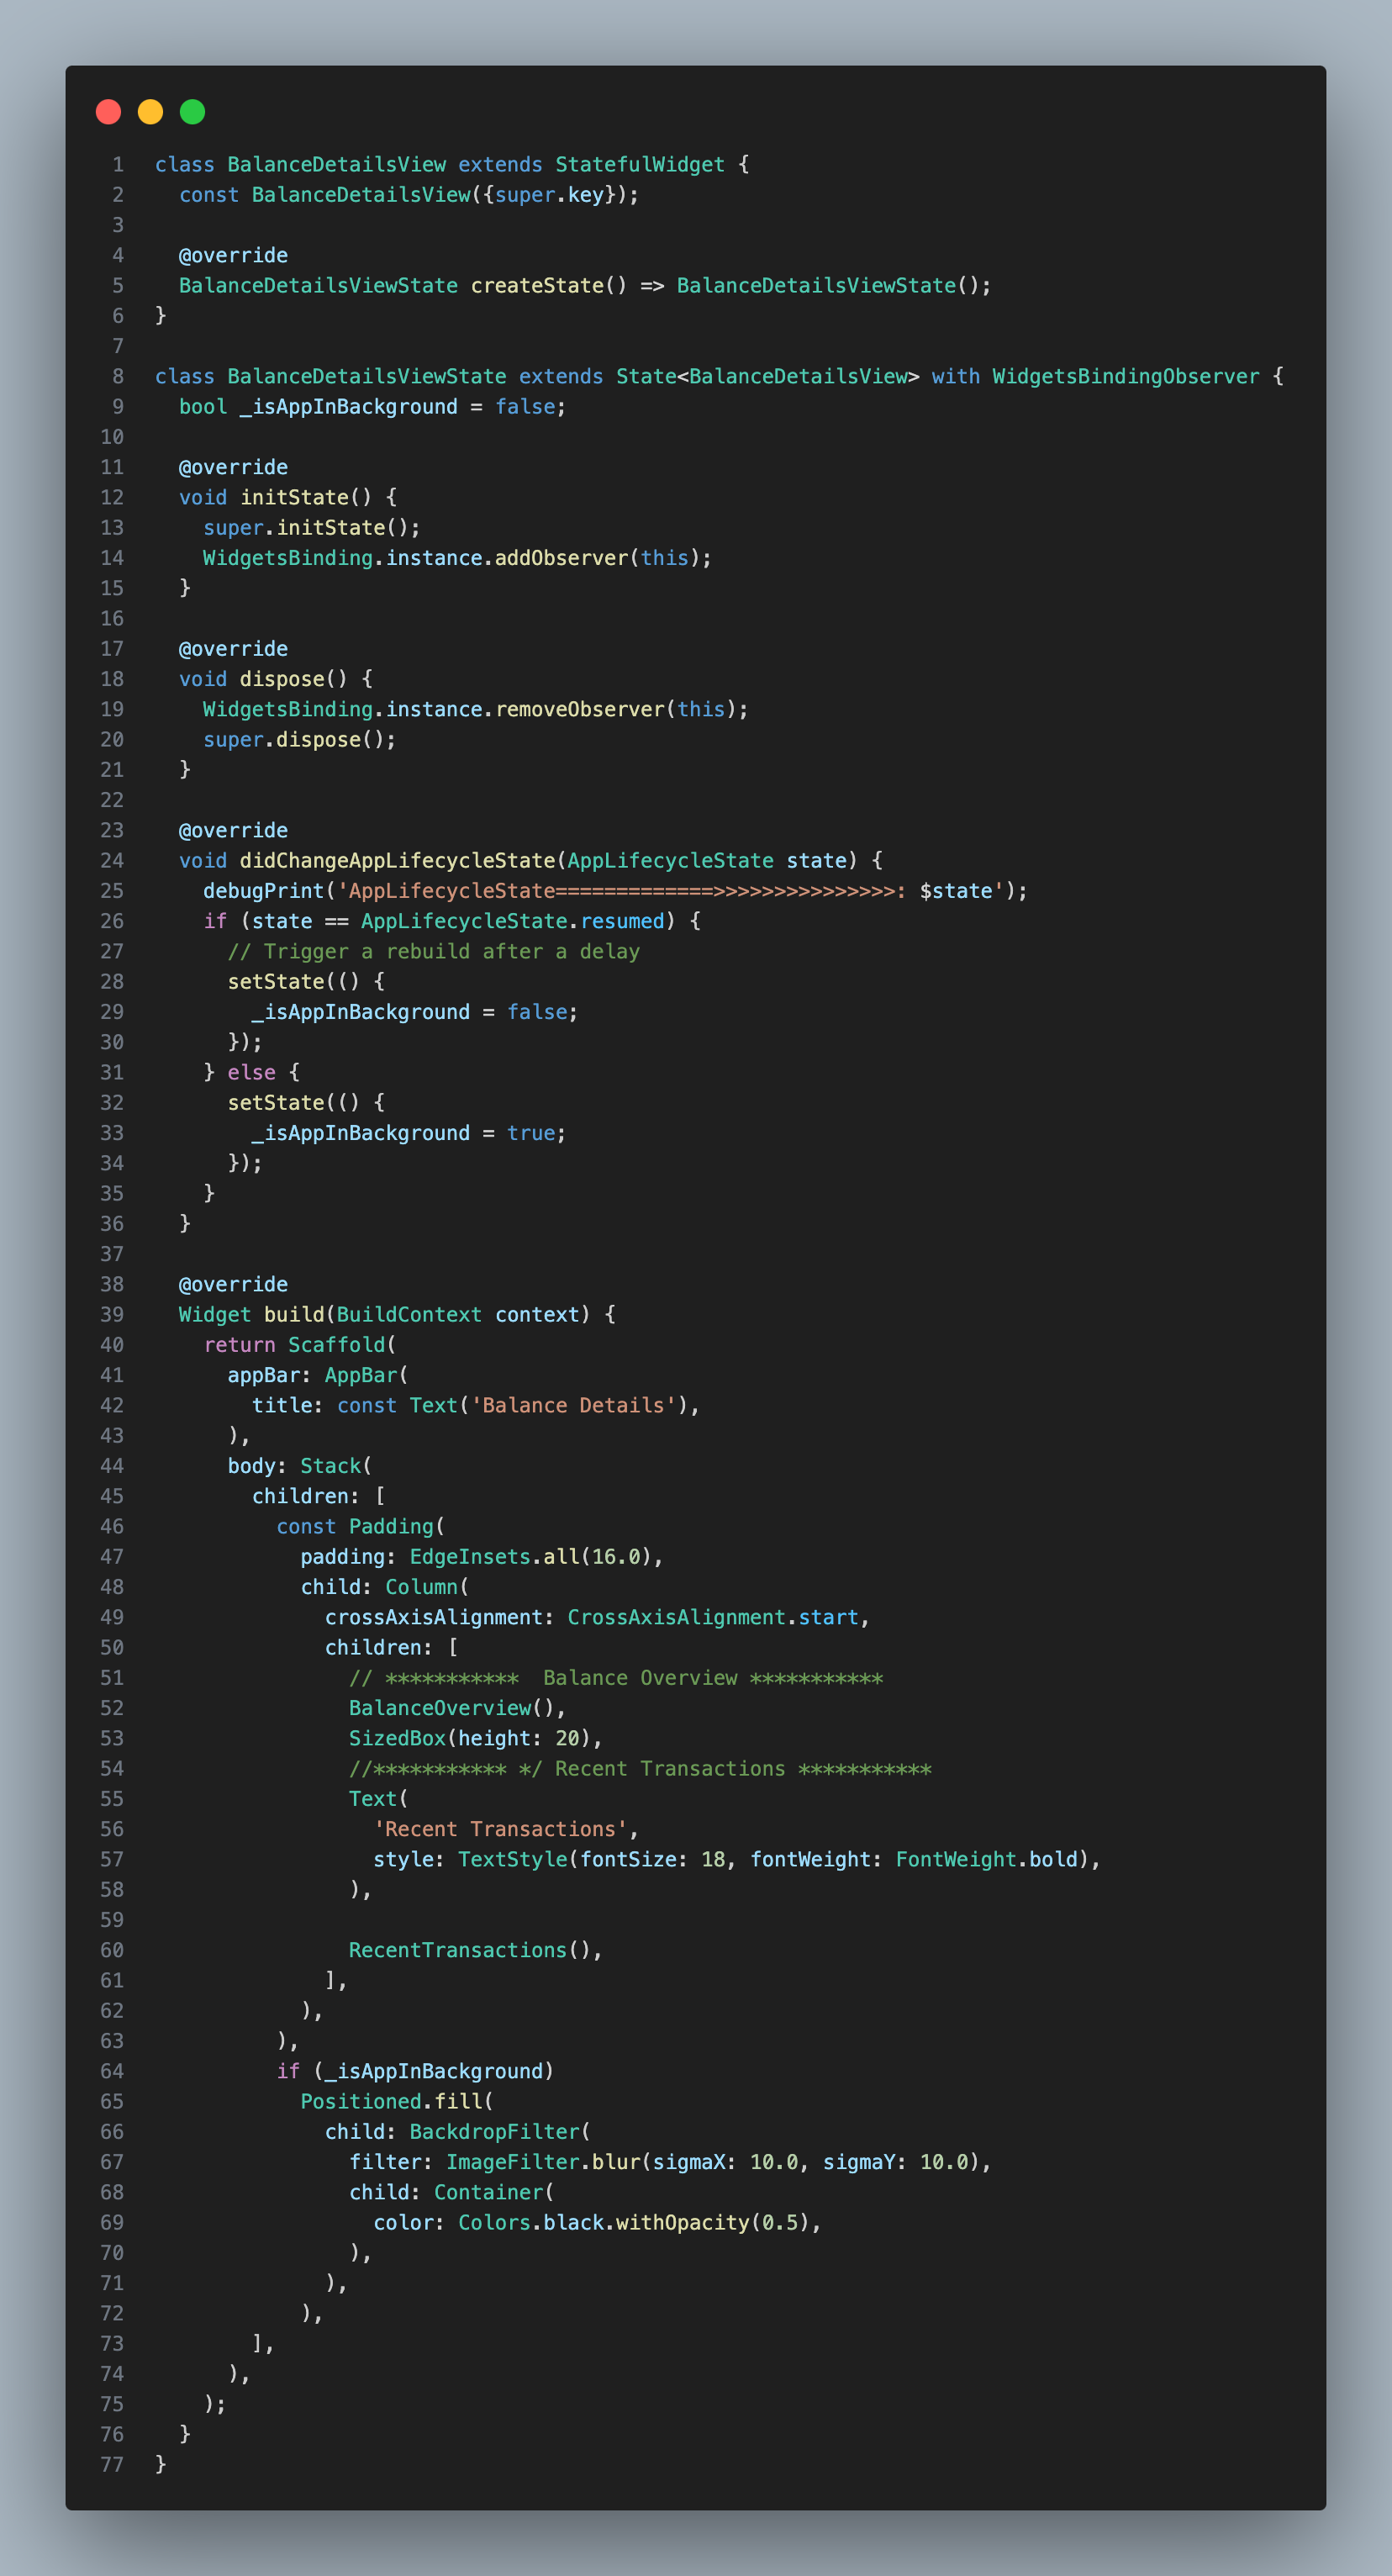 1 class BalanceDetailsView extends StatefulWidget {
2   const BalanceDetailsView({super.key});
3
4   @override
5   BalanceDetailsViewState createState() => BalanceDetailsViewState();
6 }
7
8 class BalanceDetailsViewState extends State<BalanceDetailsView> with WidgetsBindingObserver {
9   bool _isAppInBackground = false;
10
11   @override
12   void initState() {
13     super.initState();
14     WidgetsBinding.instance.addObserver(this);
15   }
16
17   @override
18   void dispose() {
19     WidgetsBinding.instance.removeObserver(this);
20     super.dispose();
21   }
22
23   @override
24   void didChangeAppLifecycleState(AppLifecycleState state) {
25     debugPrint('AppLifecycleState=============>>>>>>>>>>>>>>>: $state');
26     if (state == AppLifecycleState.resumed) {
27       // Trigger a rebuild after a delay
28       setState(() {
29         _isAppInBackground = false;
30       });
31     } else {
32       setState(() {
33         _isAppInBackground = true;
34       });
35     }
36   }
37
38   @override
39   Widget build(BuildContext context) {
40     return Scaffold(
41       appBar: AppBar(
42         title: const Text('Balance Details'),
43       ),
44       body: Stack(
45         children: [
46           const Padding(
47             padding: EdgeInsets.all(16.0),
48             child: Column(
49               crossAxisAlignment: CrossAxisAlignment.start,
50               children: [
51                 // ***********  Balance Overview ***********
52                 BalanceOverview(),
53                 SizedBox(height: 20),
54                 //*********** */ Recent Transactions ***********
55                 Text(
56                   'Recent Transactions',
57                   style: TextStyle(fontSize: 18, fontWeight: FontWeight.bold),
58                 ),
59
60                 RecentTransactions(),
61               ],
62             ),
63           ),
64           if (_isAppInBackground)
65             Positioned.fill(
66               child: BackdropFilter(
67                 filter: ImageFilter.blur(sigmaX: 10.0, sigmaY: 10.0),
68                 child: Container(
69                   color: Colors.black.withOpacity(0.5),
70                 ),
71               ),
72             ),
73         ],
74       ),
75     );
76   }
77 }